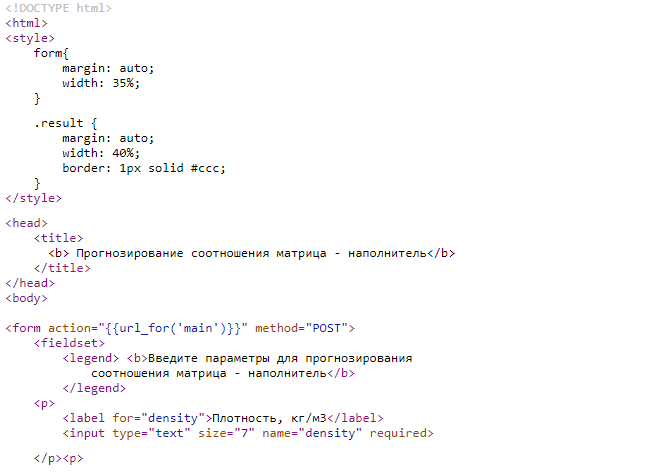 <!DOCTYPE html>
<html>
<style>
    form{
        margin: auto;
        width: 35%;
    }
    .result {
        margin: auto;
        width: 40%;
        border: 1px solid #ccc;
    }
</style>
<head>
    <title>
      <b> Прогнозирование соотношения матрица - наполнитель</b>
    </title>
</head>
<body>
<form action="{{url_for('main')}}" method="POST">
    <fieldset>
        <legend> <b>Введите параметры для прогнозирования
            соотношения матрица - наполнитель</b>
        </legend>
    <p>
        <label for="density">Плотность, кг/м3</label>
        <input type="text" size="7" name="density" required>
    </p><p>